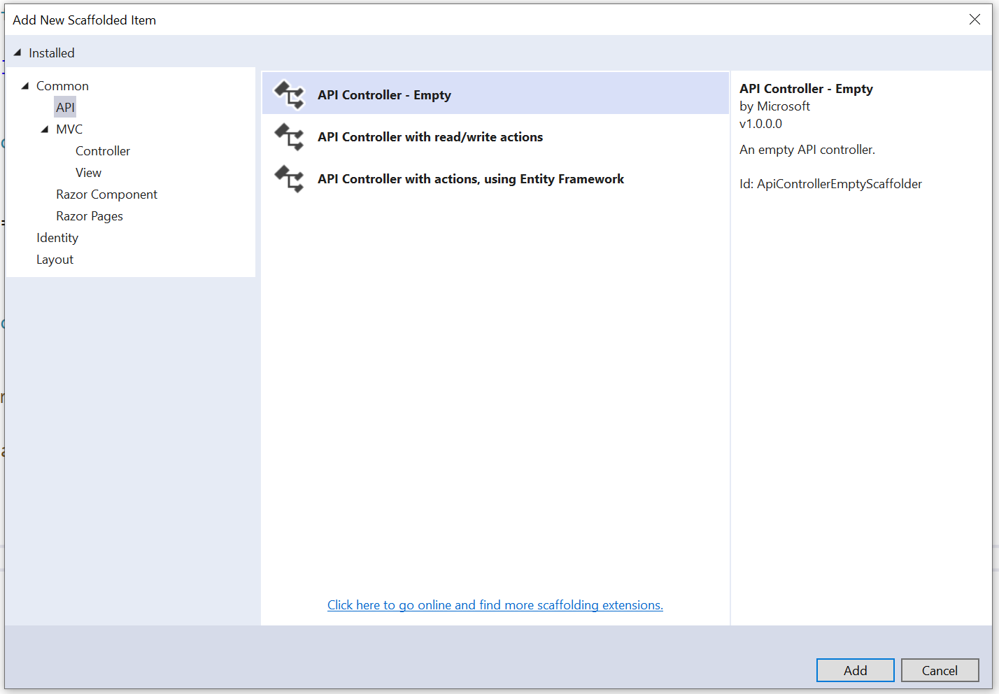 Add New Scaffolded Item
Installed
Common
API
MVC
Controller
View
Razor Component
Razor Pages
Identity
Layout
API Controller - Empty
API Controller with read/write actions
API Controller with actions, using Entity Framework
Click here to go online and find more scaffolding extensions.
API Controller - Empty
by Microsoft
v1.0.0.0
An empty API controller.
Id: ApiControllerEmptyScaffolder
Add
Cancel